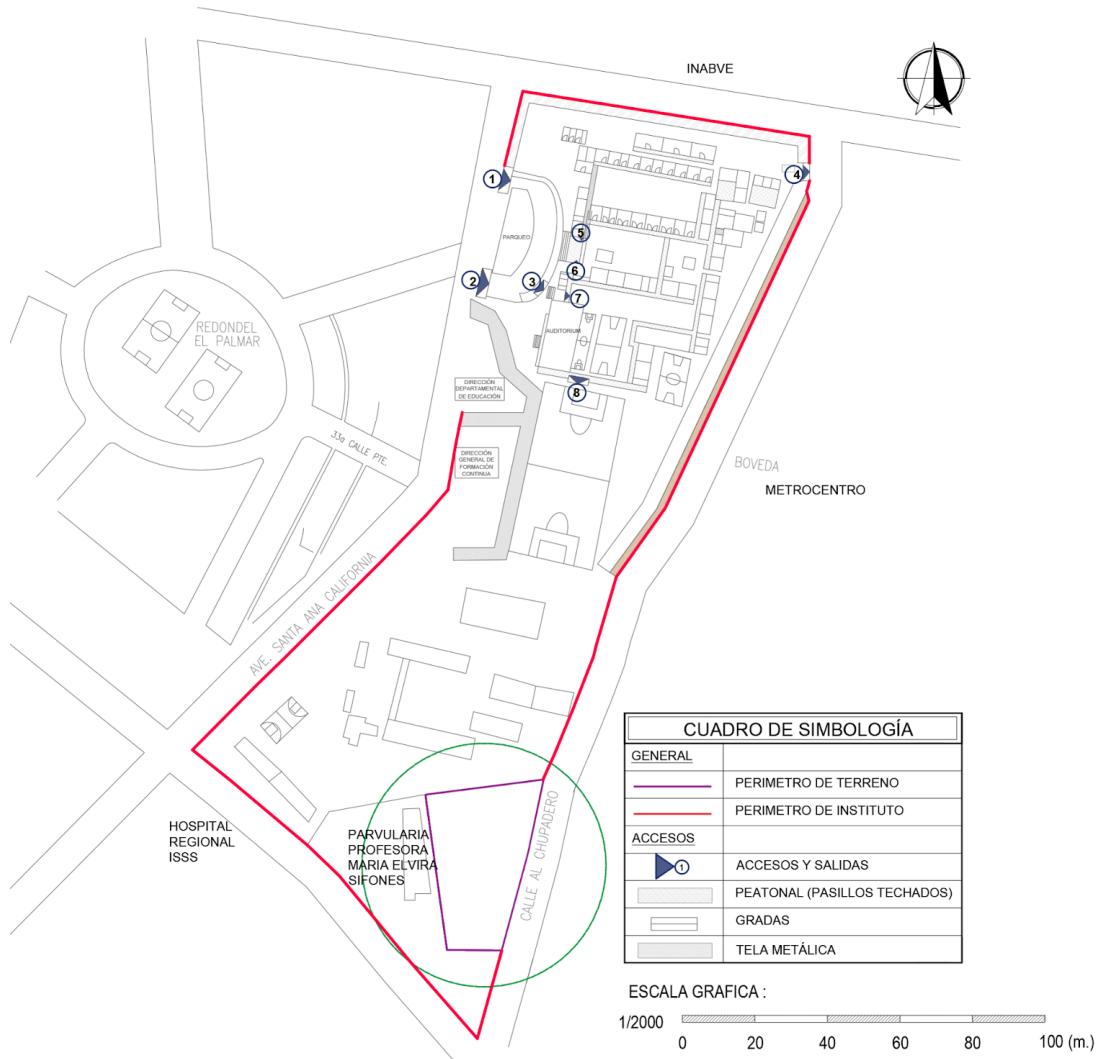 INABVE
1
4
PARQUEO
5
2
3
6
7
REDONDEL
EL PALMAR
AUDITORIUM
8
DIRECCIÓN
DEPARTAMENTAL
DE EDUCACIÓN
33a CALLE PTE.
DIRECCIÓN
GENERAL DE
FORMACIÓN
CONTINUA
BOVEDA
METROCENTRO
AVE. SANTA ANA CALIFORNIA
HOSPITAL
REGIONAL
ISSS
PARVULARIA
PROFESORA
MARIA ELVIRA
SIFONES
CALLE AL CHUPADERO
CUADRO DE SIMBOLOGÍA
GENERAL
PERIMETRO DE TERRENO
PERIMETRO DE INSTITUTO
ACCESOS
1 ACCESOS Y SALIDAS
PEATONAL (PASILLOS TECHADOS)
GRADAS
TELA METÁLICA
ESCALA GRAFICA :
1/2000
0 20 40 60 80 100 (m.)